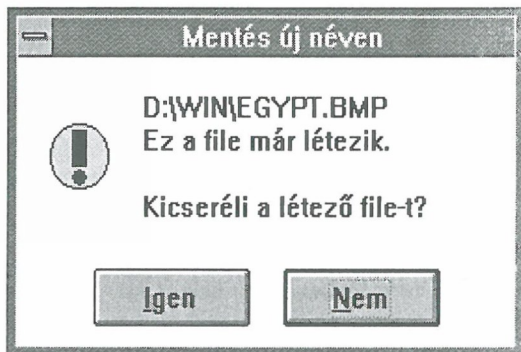 Mentés új néven
D:\WIN\EGYPT.BMP
Ez a file már létezik.
Kicseréli a létező file-t?
Igen
Nem